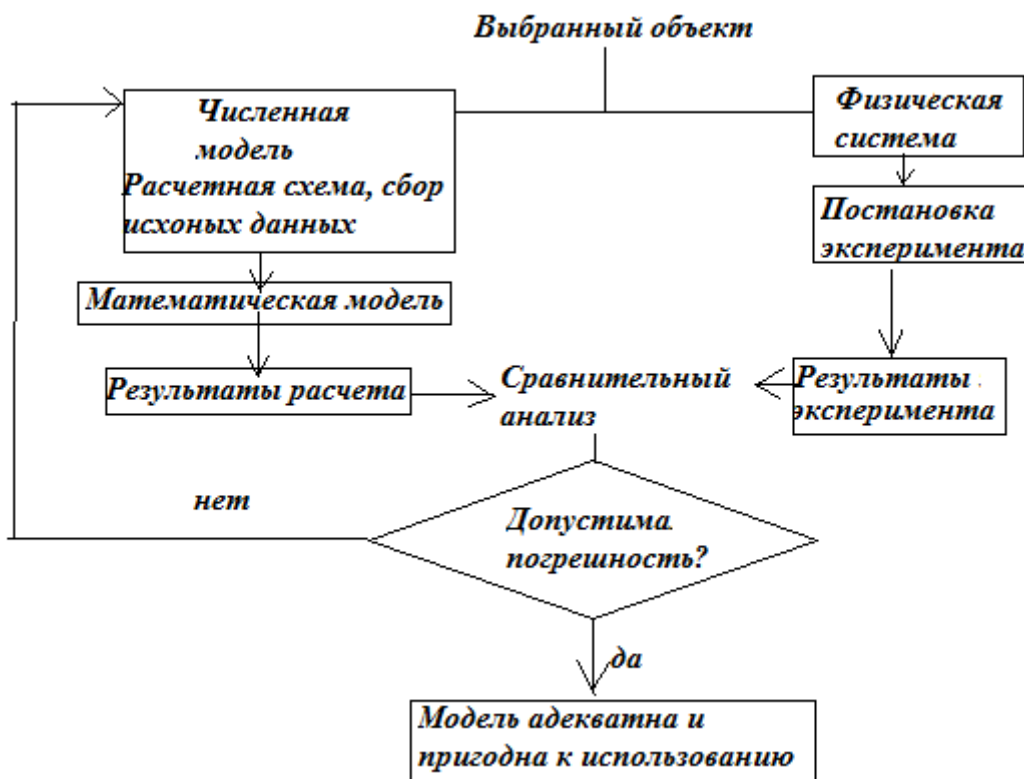 Выбранный объект
Численная
модель
Расчетная схема, сбор
исхоных данных
Физическая
система
Постановка
эксперимента
Математическая модель
Результаты расчета
Сравнительный
анализ
Результаты
эксперимента
нет
Допустима
погрешность?
да
Модель адекватна и
пригодна к использованию